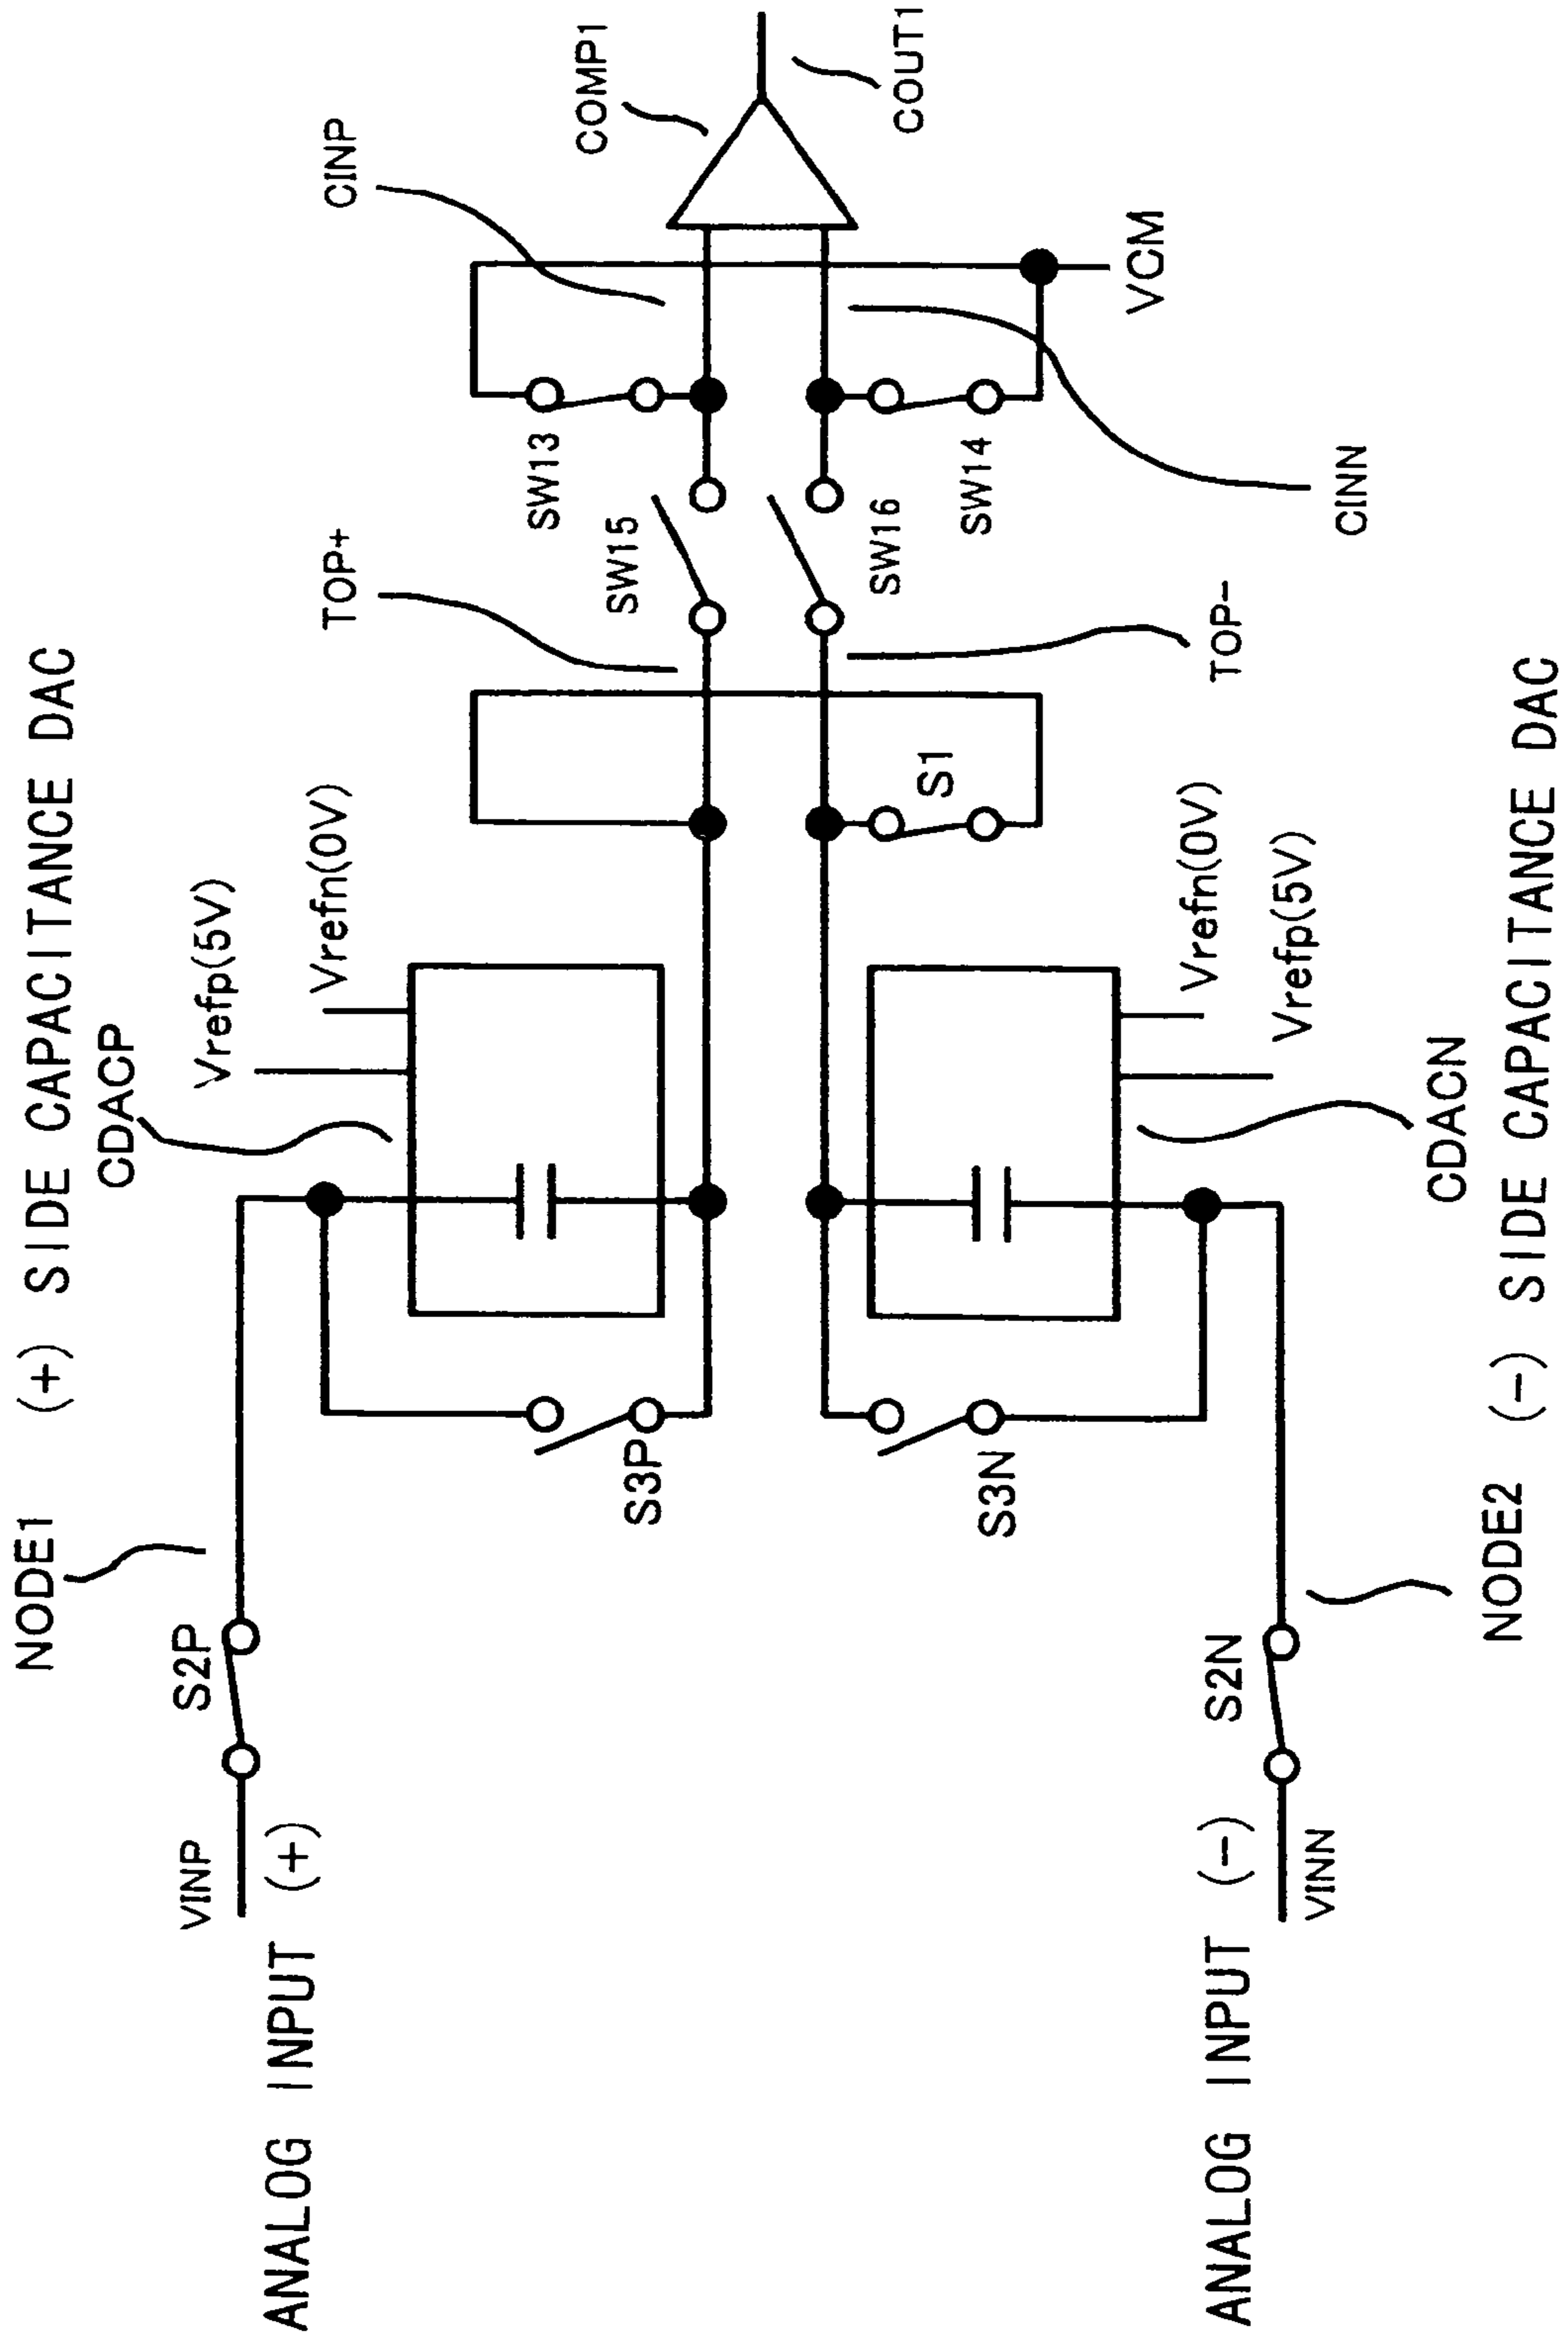 (+) SIDE CAPACITANCE DAC
NODE1
CDACP
Vrefp(5V)
Vrefn(0V)
S2P
VINP
ANALOG INPUT (+)
S3P
TOP+
SW15
SW13
CINP
COMP1
COUT1
VCM
SW16
SW14
CINN
TOP-
S1
S3N
Vrefn(0V)
Vrefp(5V)
ANALOG INPUT (-)
VINN
S2N
CDACN
NODE2
(-) SIDE CAPACITANCE DAC